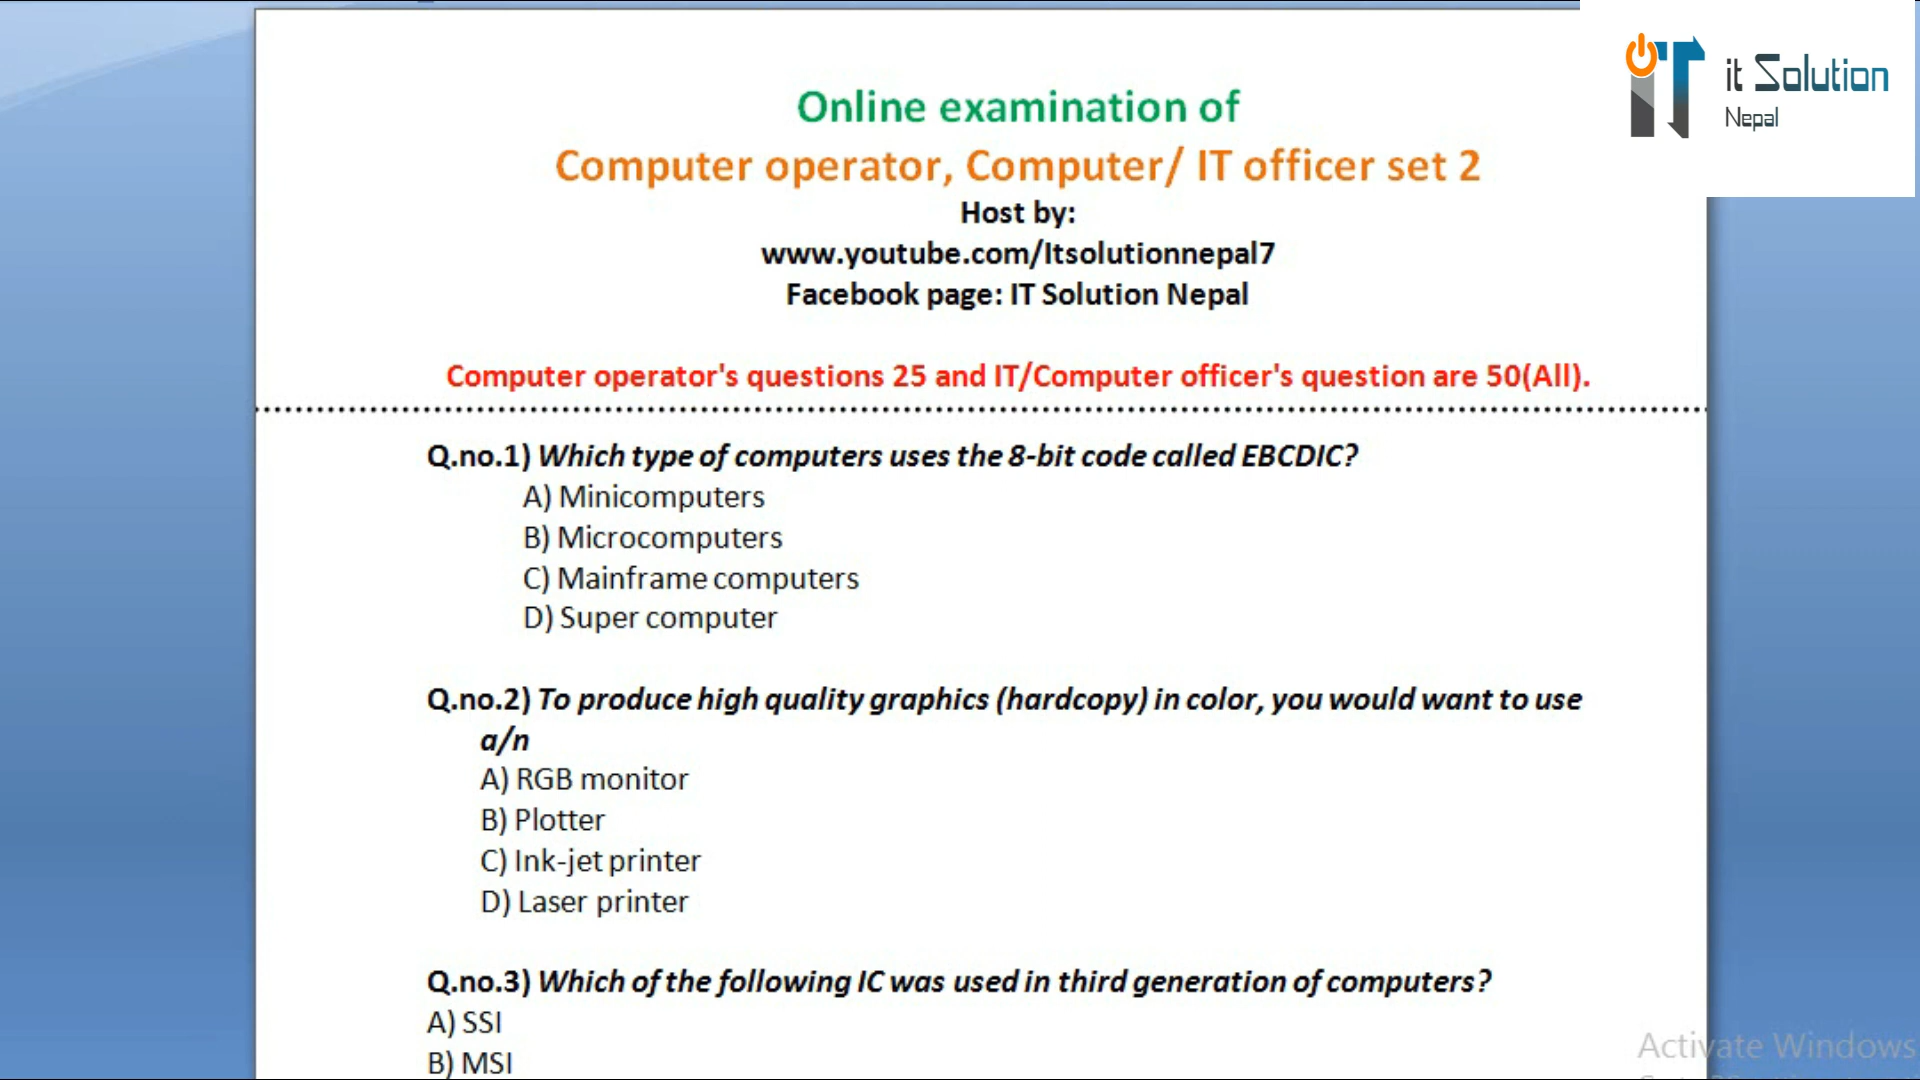 it Solution
Nepal
Online examination of
Computer operator, Computer/ IT officer set 2
Host by:
www.youtube.com/Itsolutionnepal7
Facebook page: IT Solution Nepal
Computer operator's questions 25 and IT/Computer officer's question are 50(All).
Q.no.1) Which type of computers uses the 8-bit code called EBCDIC?
A) Minicomputers
B) Microcomputers
C) Mainframe computers
D) Super computer
Q.no.2) To produce high quality graphics (hardcopy) in color, you would want to use
a/n
A) RGB monitor
B) Plotter
C) Ink-jet printer
D) Laser printer
Q.no.3) Which of the following IC was used in third generation of computers?
A) SSI
B) MSI
Activate Windows